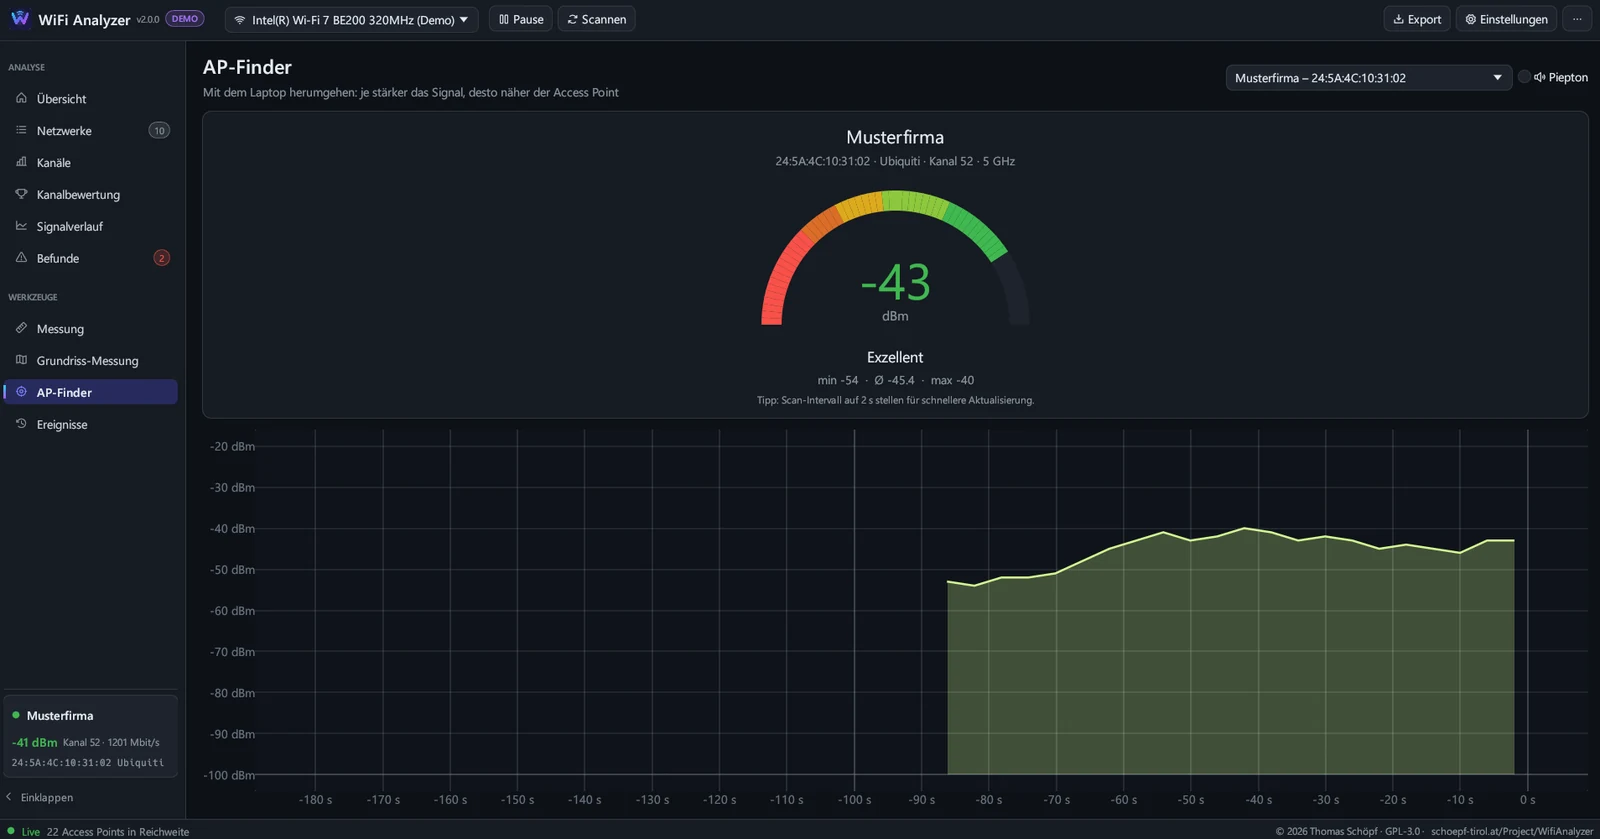 WiFi Analyzer v2.0.0 DEMO
Intel(R) Wi-Fi 7 BE200 320MHz (Demo)
Pause
Scannen
Export
Einstellungen
...
ANALYSE
Übersicht
Netzwerke 10
Kanäle
Kanalbewertung
Signalverlauf
Befunde 2
WERKZEUGE
Messung
Grundriss-Messung
AP-Finder
Ereignisse
Musterfirma
-41 dBm Kanal 52 · 1201 Mbit/s
24:5A:4C:10:31:02 Ubiquiti
Einklappen
AP-Finder
Mit dem Laptop herumgehen: je stärker das Signal, desto näher der Access Point
Musterfirma – 24:5A:4C:10:31:02
Piepton
Musterfirma
24:5A:4C:10:31:02 · Ubiquiti · Kanal 52 · 5 GHz
-43
dBm
Exzellent
min -54 · Ø -45.4 · max -40
Tipp: Scan-Intervall auf 2 s stellen für schnellere Aktualisierung.
-20 dBm
-30 dBm
-40 dBm
-50 dBm
-60 dBm
-70 dBm
-80 dBm
-90 dBm
-100 dBm
-180 s -170 s -160 s -150 s -140 s -130 s -120 s -110 s -100 s -90 s -80 s -70 s -60 s -50 s -40 s -30 s -20 s -10 s 0 s
Live 22 Access Points in Reichweite
© 2026 Thomas Schöpf · GPL-3.0 · schoepf-tirol.at/Project/WifiAnalyzer